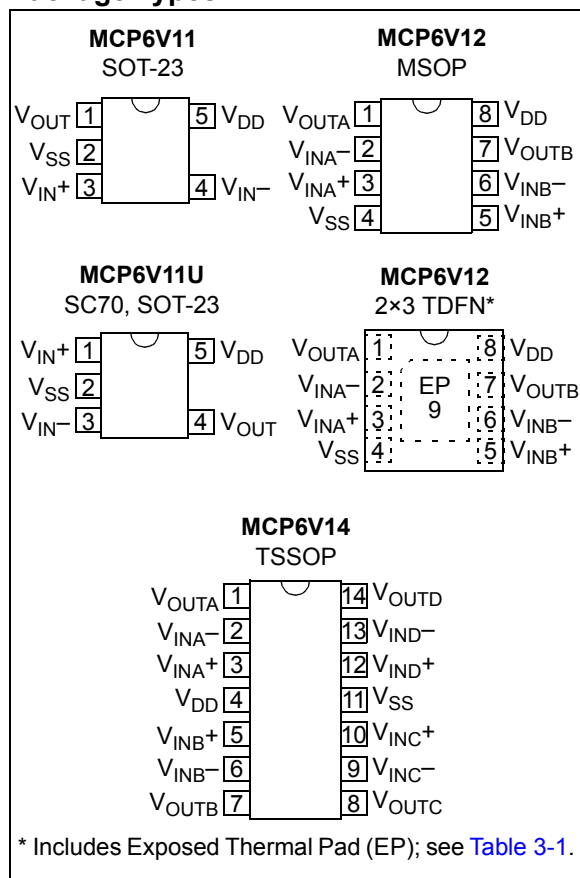 MCP6V11
SOT-23
VOUT 1
5 VDD
VSS 2
VIN+ 3
4 VIN–
MCP6V12
MSOP
VOUTA 1
8 VDD
VINA– 2
7 VOUTB
VINA+ 3
6 VINB–
VSS 4
5 VINB+
MCP6V11U
SC70, SOT-23
VIN+ 1
5 VDD
VSS 2
VIN– 3
4 VOUT
MCP6V12
2×3 TDFN*
VOUTA 1
8 VDD
VINA– 2
EP
9
7 VOUTB
VINA+ 3
6 VINB–
VSS 4
5 VINB+
MCP6V14
TSSOP
VOUTA 1
14 VOUTD
VINA– 2
13 VIND–
VINA+ 3
12 VIND+
VDD 4
11 VSS
VINB+ 5
10 VINC+
VINB– 6
9 VINC–
VOUTB 7
8 VOUTC
* Includes Exposed Thermal Pad (EP); see Table 3-1.